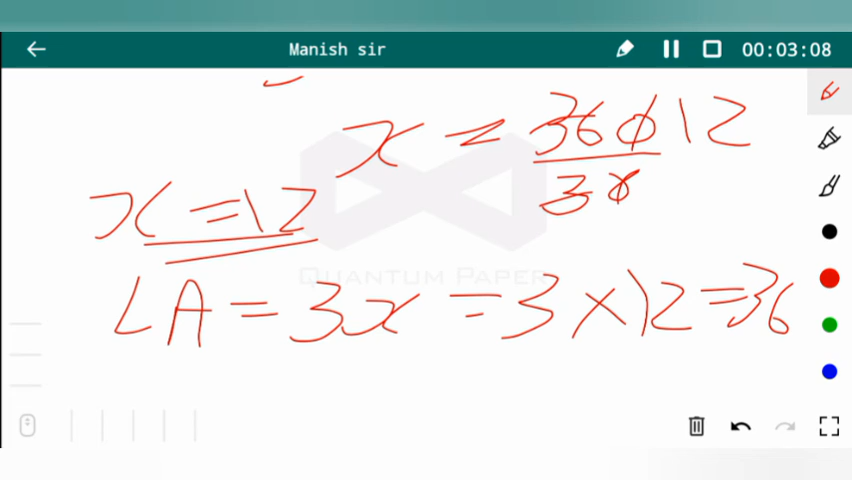 Manish sir
00:03:08
x = 360/30 12
x = 12
QUANTUM PAPER
∠A = 3x = 3 × 12 = 36